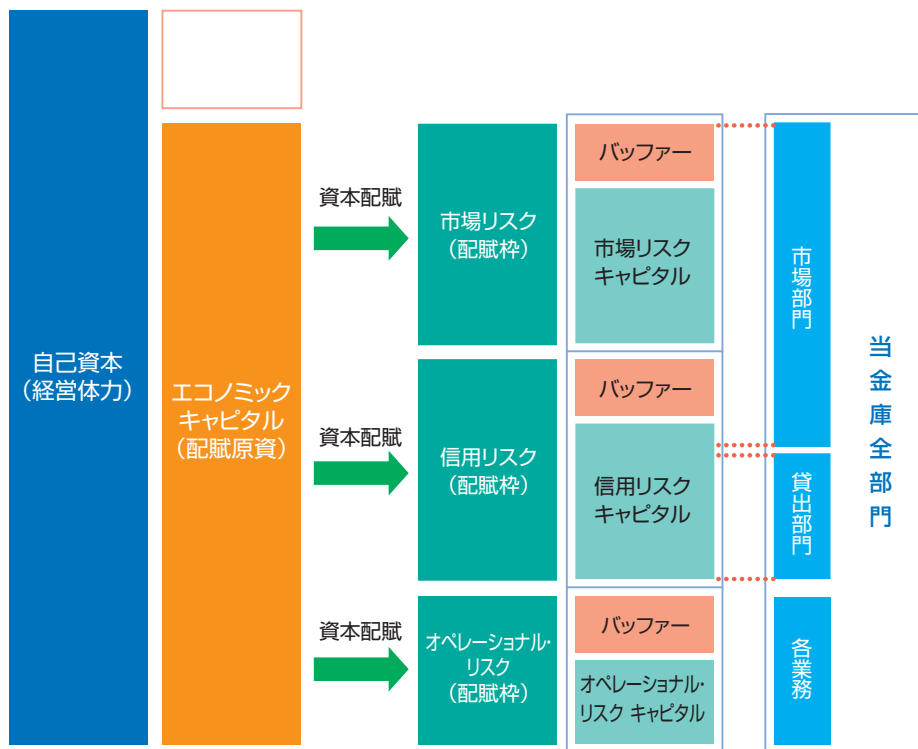 自己資本
（経営体力）
エコノミック
キャピタル
（配賦原資）
資本配賦
市場リスク
（配賦枠）
バッファー
市場リスク
キャピタル
資本配賦
信用リスク
（配賦枠）
バッファー
信用リスク
キャピタル
資本配賦
オペレーショナル・
リスク
（配賦枠）
バッファー
オペレーショナル・
リスク キャピタル
市場部門
貸出部門
各業務
当金庫全部門